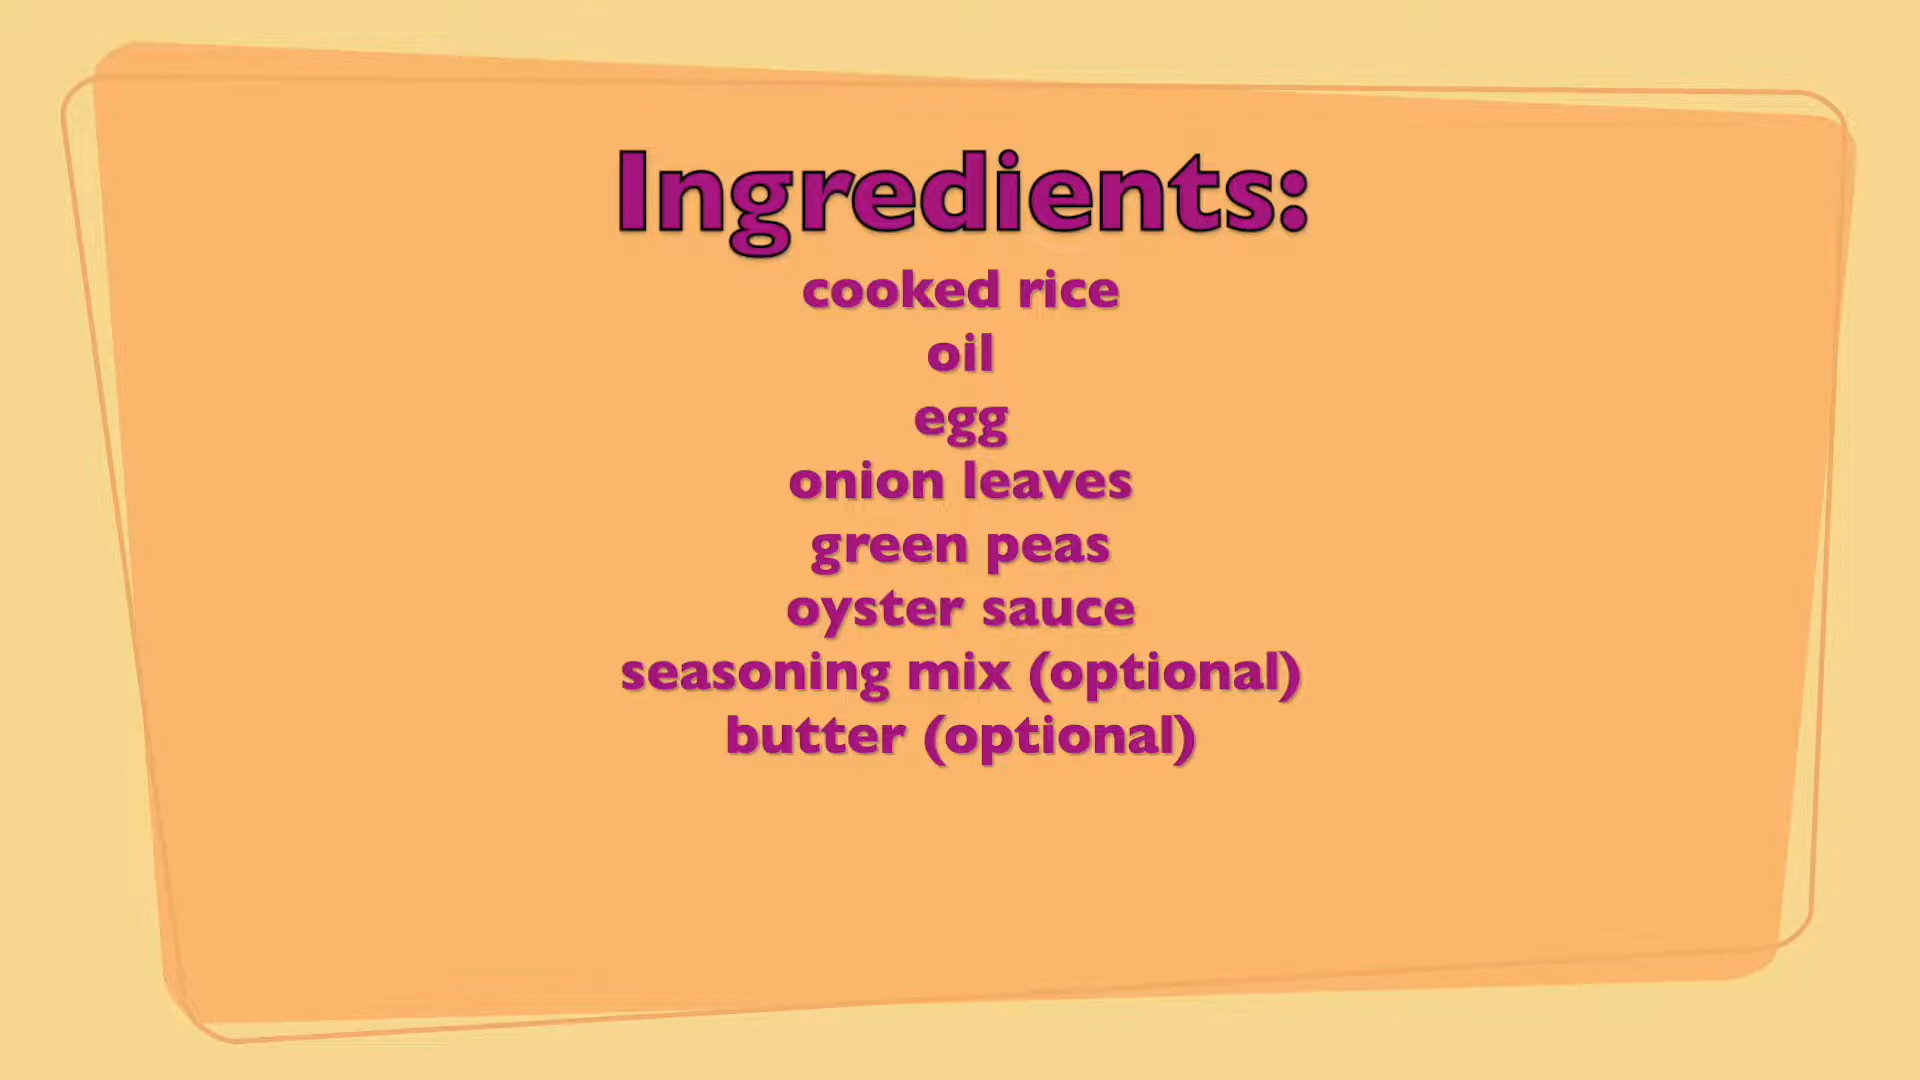 Ingredients:
cooked rice
oil
egg
onion leaves
green peas
oyster sauce
seasoning mix (optional)
butter (optional)